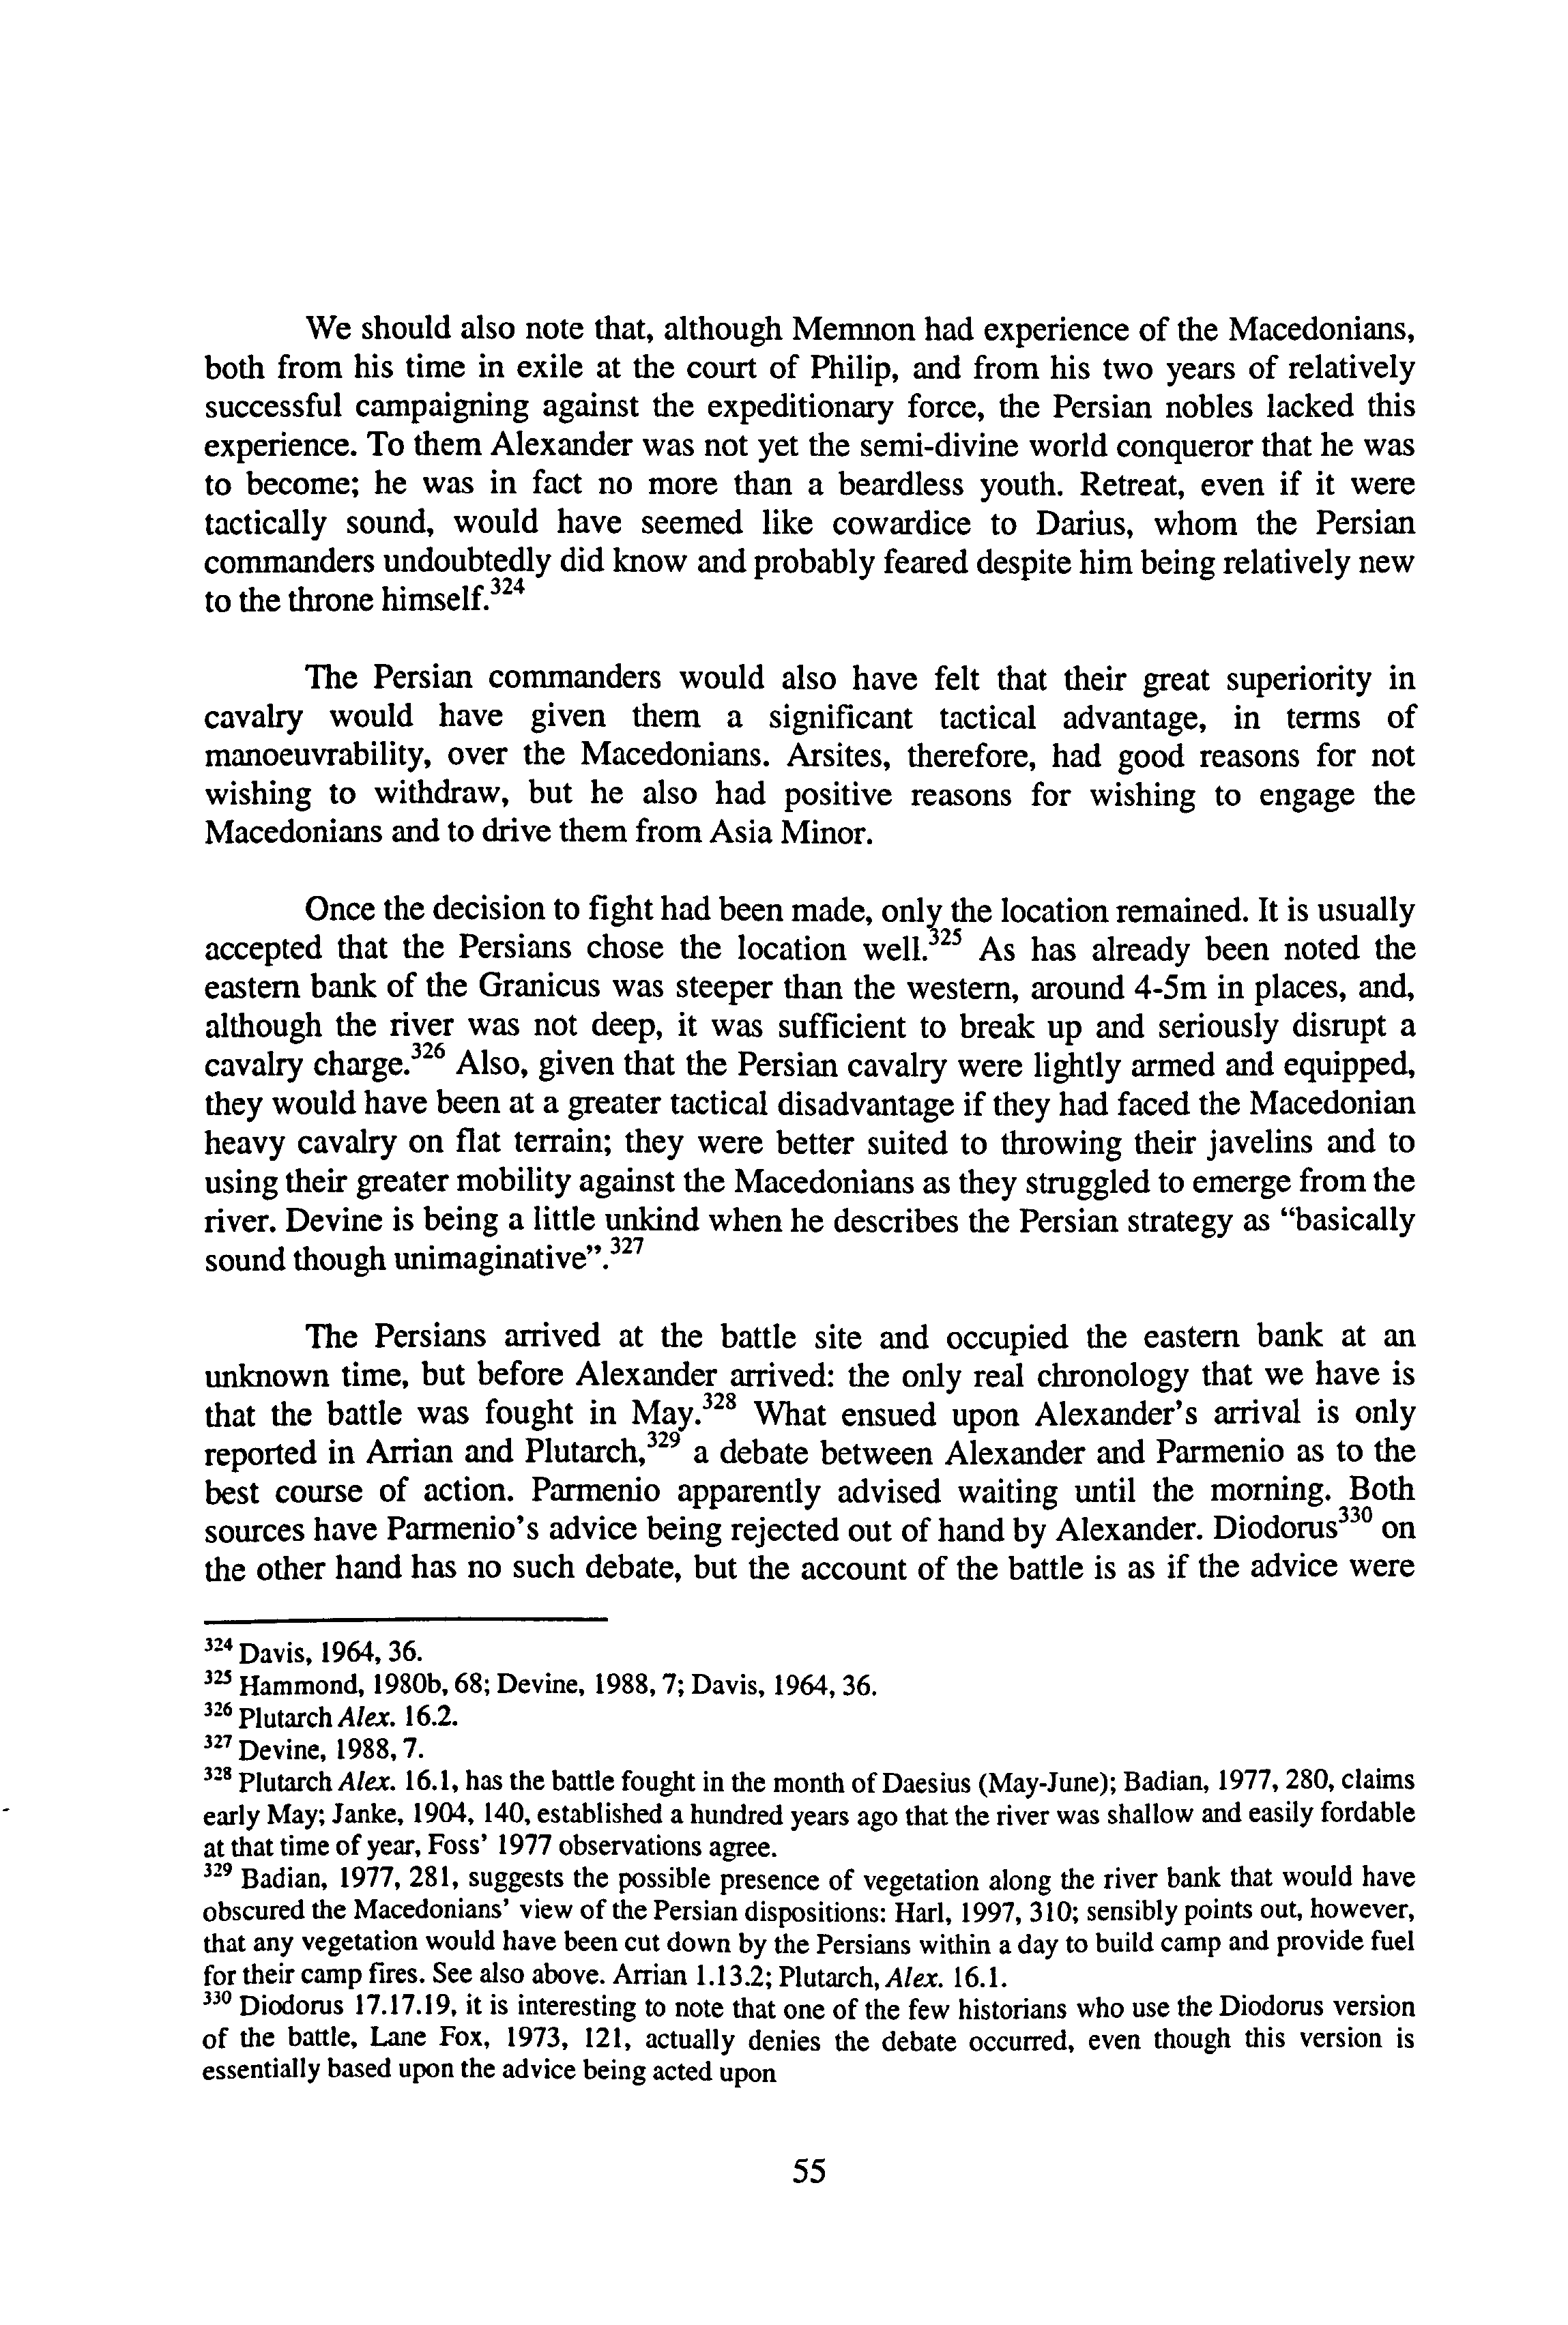 We should also note that, although Memnon had experience of the Macedonians,
both from his time in exile at the court of Philip, and from his two years of relatively
successful campaigning against the expeditionary force, the Persian nobles lacked this
experience. To them Alexander was not yet the semi-divine world conqueror that he was
to become; he was in fact no more than a beardless youth. Retreat, even if it were
tactically sound, would have seemed like cowardice to Darius, whom the Persian
commanders undoubtedly did know and probably feared despite him being relatively new
to the throne himself.³²⁴
The Persian commanders would also have felt that their great superiority in
cavalry would have given them a significant tactical advantage, in terms of
manoeuvrability, over the Macedonians. Arsites, therefore, had good reasons for not
wishing to withdraw, but he also had positive reasons for wishing to engage the
Macedonians and to drive them from Asia Minor.
Once the decision to fight had been made, only the location remained. It is usually
accepted that the Persians chose the location well.³²⁵ As has already been noted the
eastern bank of the Granicus was steeper than the western, around 4-5m in places, and,
although the river was not deep, it was sufficient to break up and seriously disrupt a
cavalry charge.³²⁶ Also, given that the Persian cavalry were lightly armed and equipped,
they would have been at a greater tactical disadvantage if they had faced the Macedonian
heavy cavalry on flat terrain; they were better suited to throwing their javelins and to
using their greater mobility against the Macedonians as they struggled to emerge from the
river. Devine is being a little unkind when he describes the Persian strategy as “basically
sound though unimaginative”.³²⁷
The Persians arrived at the battle site and occupied the eastern bank at an
unknown time, but before Alexander arrived: the only real chronology that we have is
that the battle was fought in May.³²⁸ What ensued upon Alexander’s arrival is only
reported in Arrian and Plutarch,³²⁹ a debate between Alexander and Parmenio as to the
best course of action. Parmenio apparently advised waiting until the morning. Both
sources have Parmenio’s advice being rejected out of hand by Alexander. Diodorus³³⁰ on
the other hand has no such debate, but the account of the battle is as if the advice were
³²⁴ Davis, 1964, 36.
³²⁵ Hammond, 1980b, 68; Devine, 1988, 7; Davis, 1964, 36.
³²⁶ Plutarch Alex. 16.2.
³²⁷ Devine, 1988, 7.
³²⁸ Plutarch Alex. 16.1, has the battle fought in the month of Daesius (May-June); Badian, 1977, 280, claims
early May; Janke, 1904, 140, established a hundred years ago that the river was shallow and easily fordable
at that time of year, Foss’ 1977 observations agree.
³²⁹ Badian, 1977, 281, suggests the possible presence of vegetation along the river bank that would have
obscured the Macedonians’ view of the Persian dispositions: Harl, 1997, 310; sensibly points out, however,
that any vegetation would have been cut down by the Persians within a day to build camp and provide fuel
for their camp fires. See also above. Arrian 1.13.2; Plutarch, Alex. 16.1.
³³⁰ Diodorus 17.17.19, it is interesting to note that one of the few historians who use the Diodorus version
of the battle, Lane Fox, 1973, 121, actually denies the debate occurred, even though this version is
essentially based upon the advice being acted upon
55